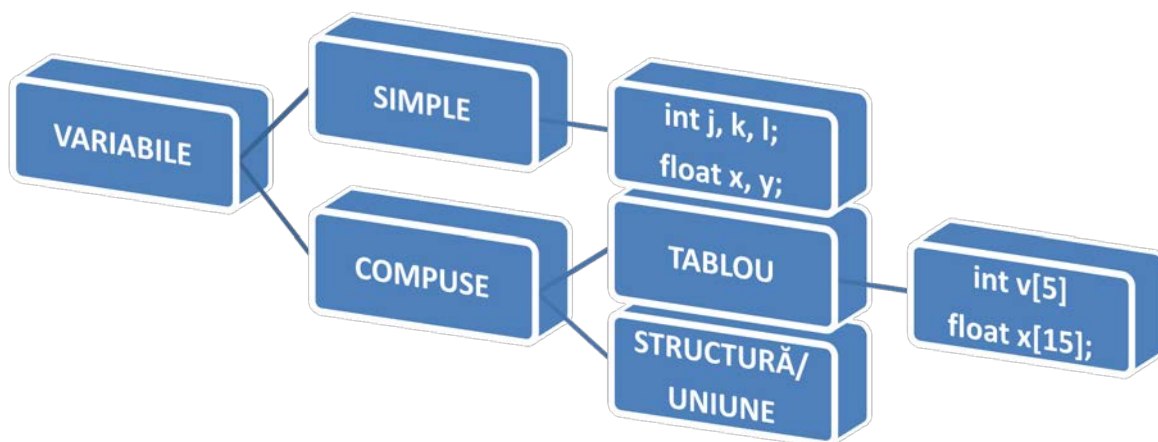 VARIABILE
SIMPLE
int j, k, l;
float x, y;
COMPUSE
TABLOU
int v[5]
float x[15];
STRUCTURĂ/
UNIUNE